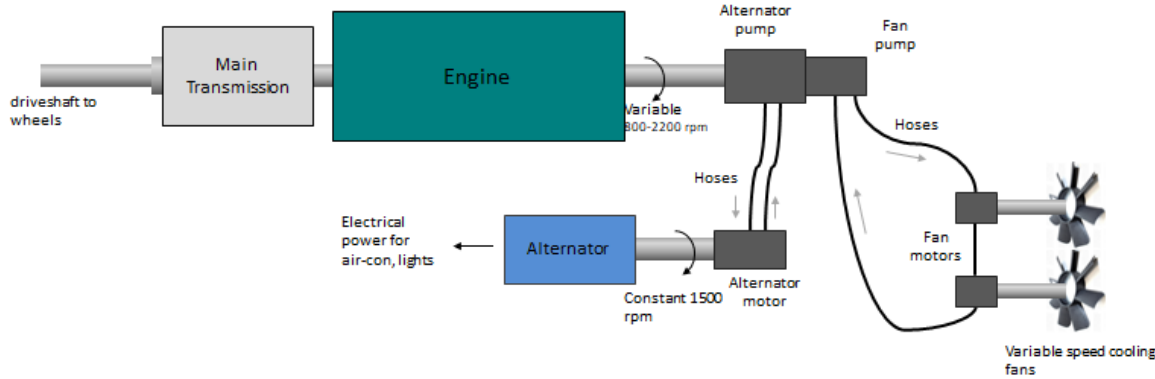 Alternator
pump
Fan
pump
Main
Transmission
Engine
driveshaft to
wheels
Variable
800-2200 rpm
Hoses
Hoses
Electrical
power for
air-con, lights
Alternator
Constant 1500
rpm
Alternator
motor
Fan
motors
Variable speed cooling
fans